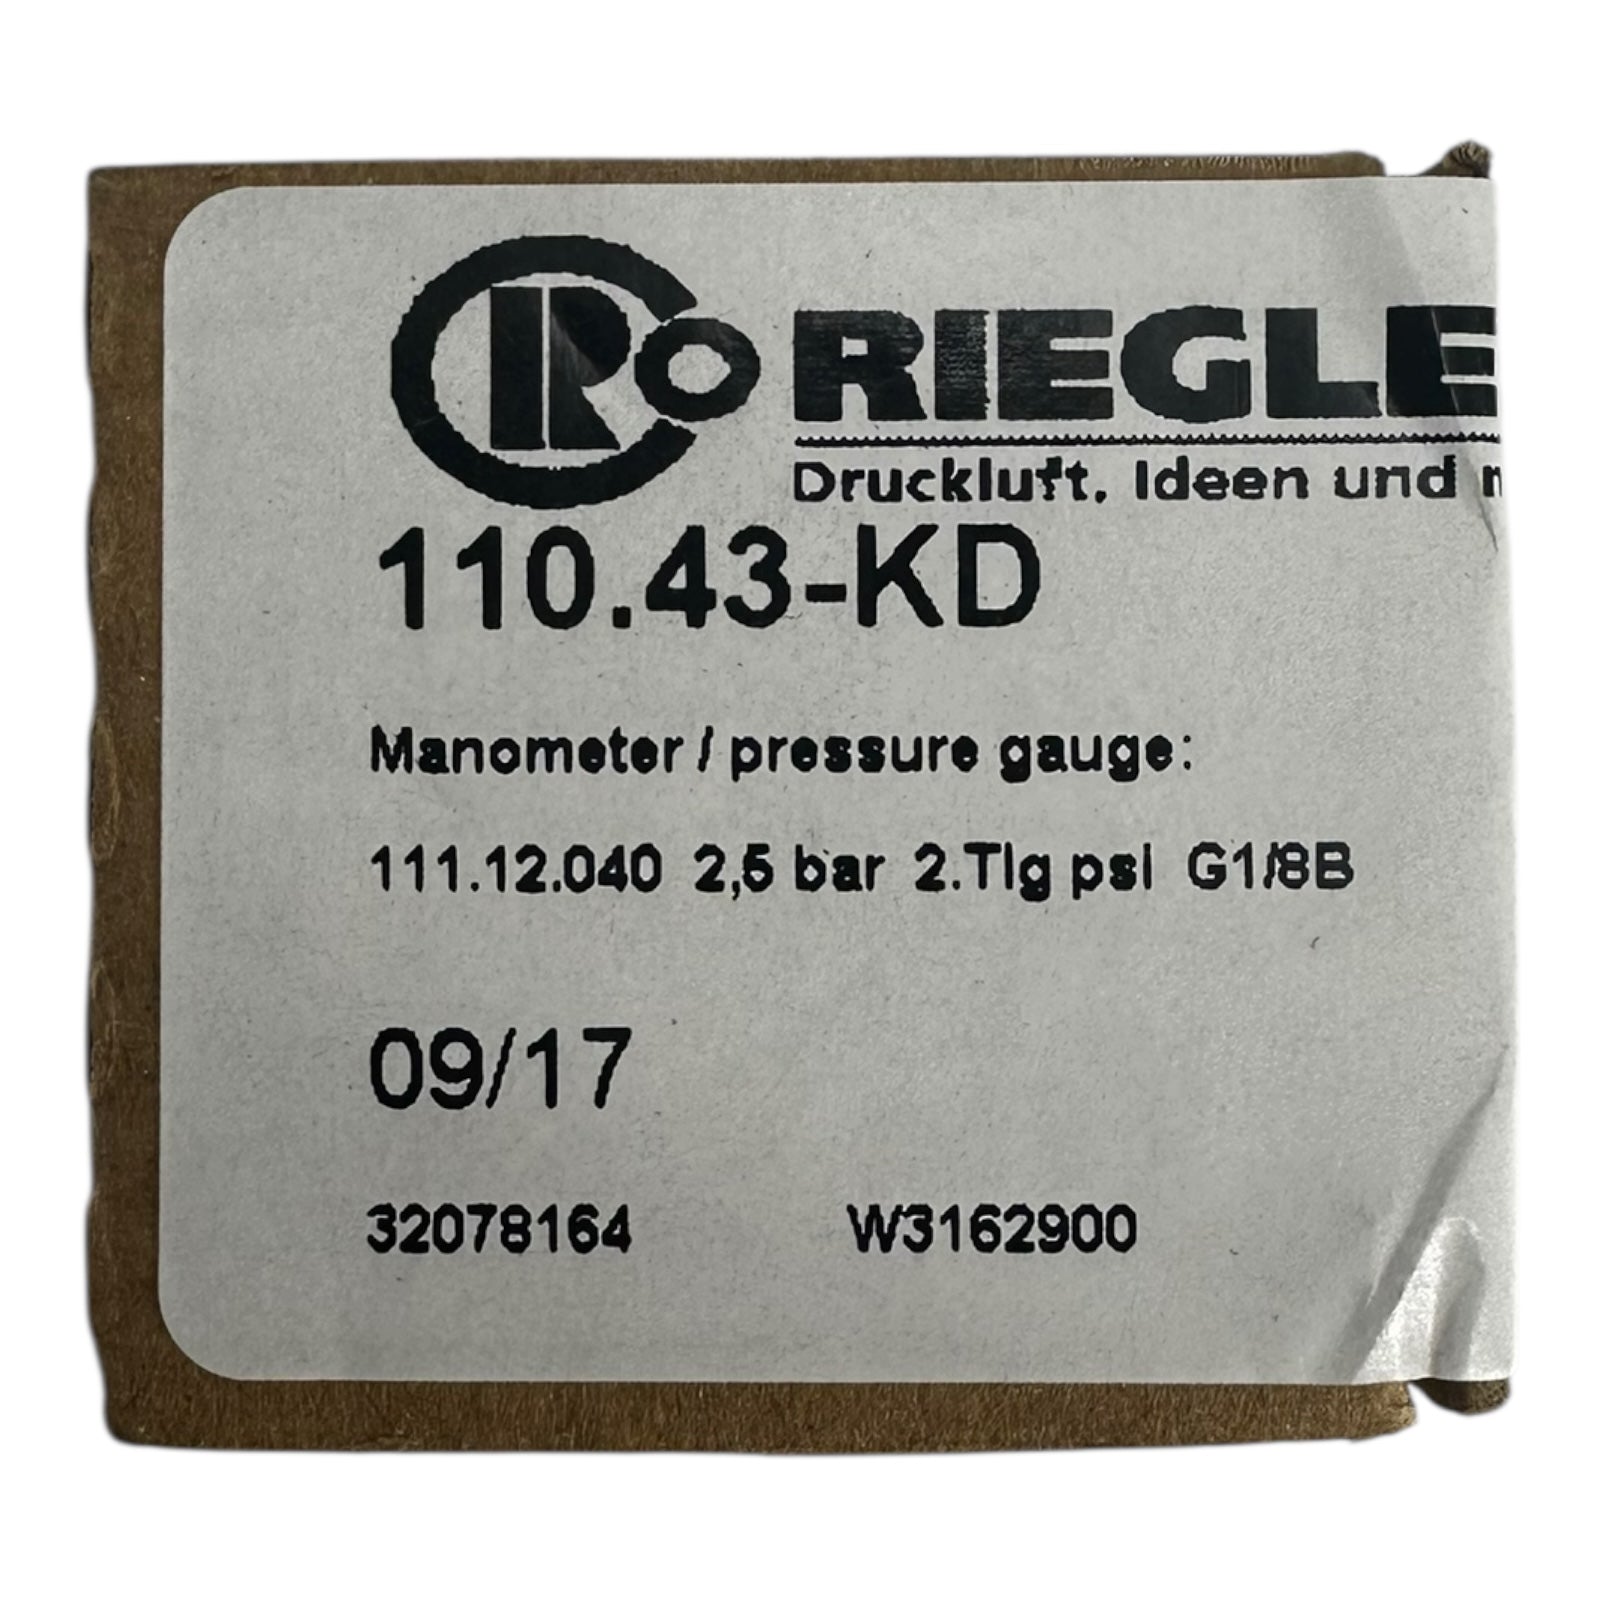 CRO RIEGLE
Druckluft, Ideen und
110.43-KD
Manometer / pressure gauge:
111.12.040 2,5 bar 2.Tlg psi G1/8B
09/17
32078164 W3162900